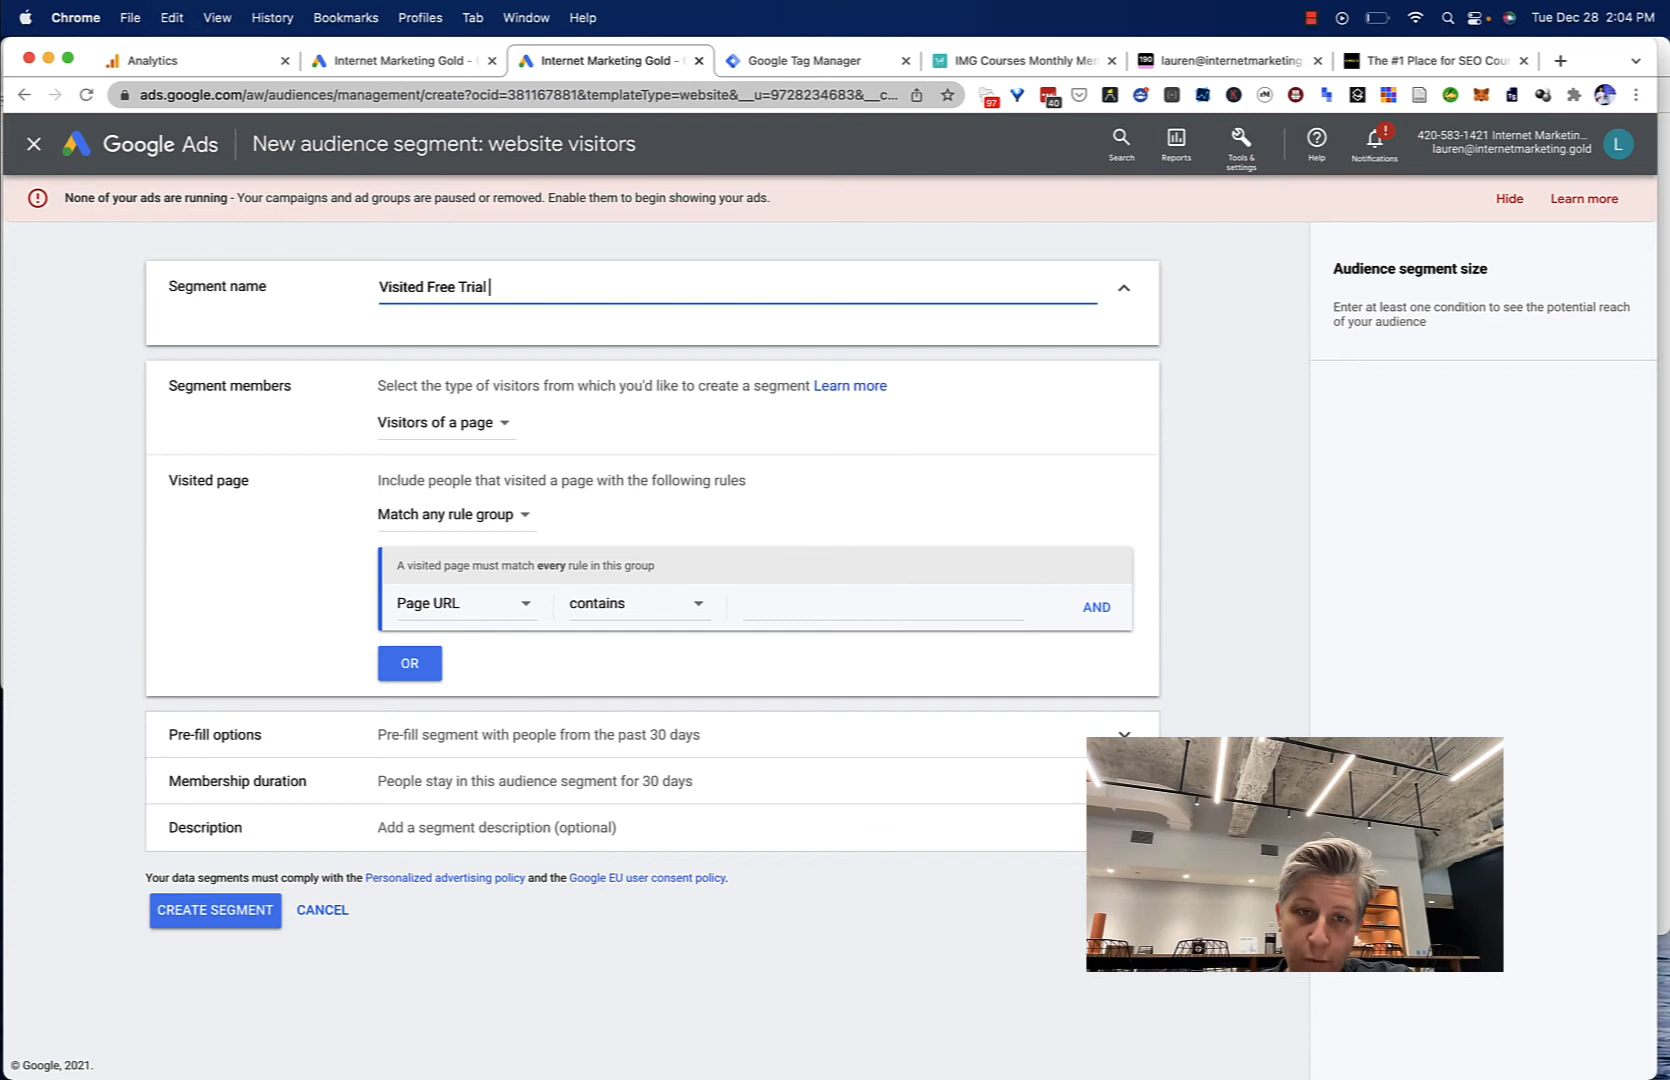 Chrome File Edit View History Bookmarks Profiles Tab Window Help Tue Dec 28 2:04 PM
Analytics Internet Marketing Gold - Internet Marketing Gold - Google Tag Manager IMG Courses Monthly Me lauren@internetmarketing The #1 Place for SEO Cou
ads.google.com/aw/audiences/management/create?ocid=381167881&templateType=website&__u=9728234683&__c... 97 40
Google Ads New audience segment: website visitors
Search Reports Tools & settings Help Notifications
420-583-1421 Internet Marketin...
lauren@internetmarketing.gold L
None of your ads are running - Your campaigns and ad groups are paused or removed. Enable them to begin showing your ads. Hide Learn more
Segment name Visited Free Trial
Audience segment size
Enter at least one condition to see the potential reach
of your audience
Segment members Select the type of visitors from which you'd like to create a segment Learn more
Visitors of a page
Visited page Include people that visited a page with the following rules
Match any rule group
A visited page must match every rule in this group
Page URL contains AND
OR
Pre-fill options Pre-fill segment with people from the past 30 days
Membership duration People stay in this audience segment for 30 days
Description Add a segment description (optional)
Your data segments must comply with the Personalized advertising policy and the Google EU user consent policy.
CREATE SEGMENT CANCEL
© Google, 2021.